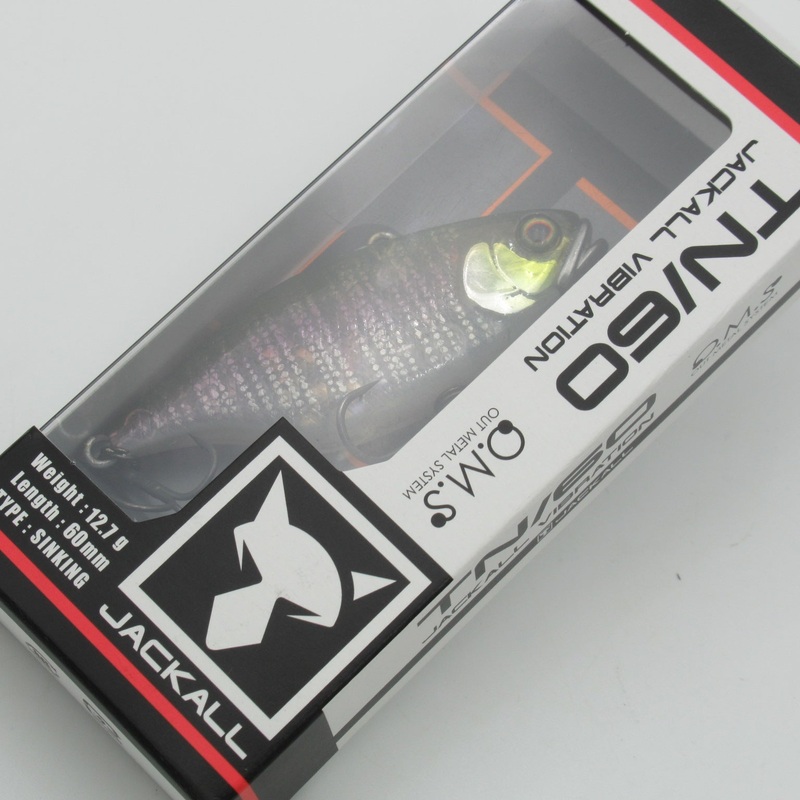 TN/60
JACKALL VIBRATION
O.M.S
OUT METAL SYSTEM
Weight : 12.7 g
Length : 60mm
TYPE : SINKING
JACKALL
TN/60
JACKALL VIBRATION